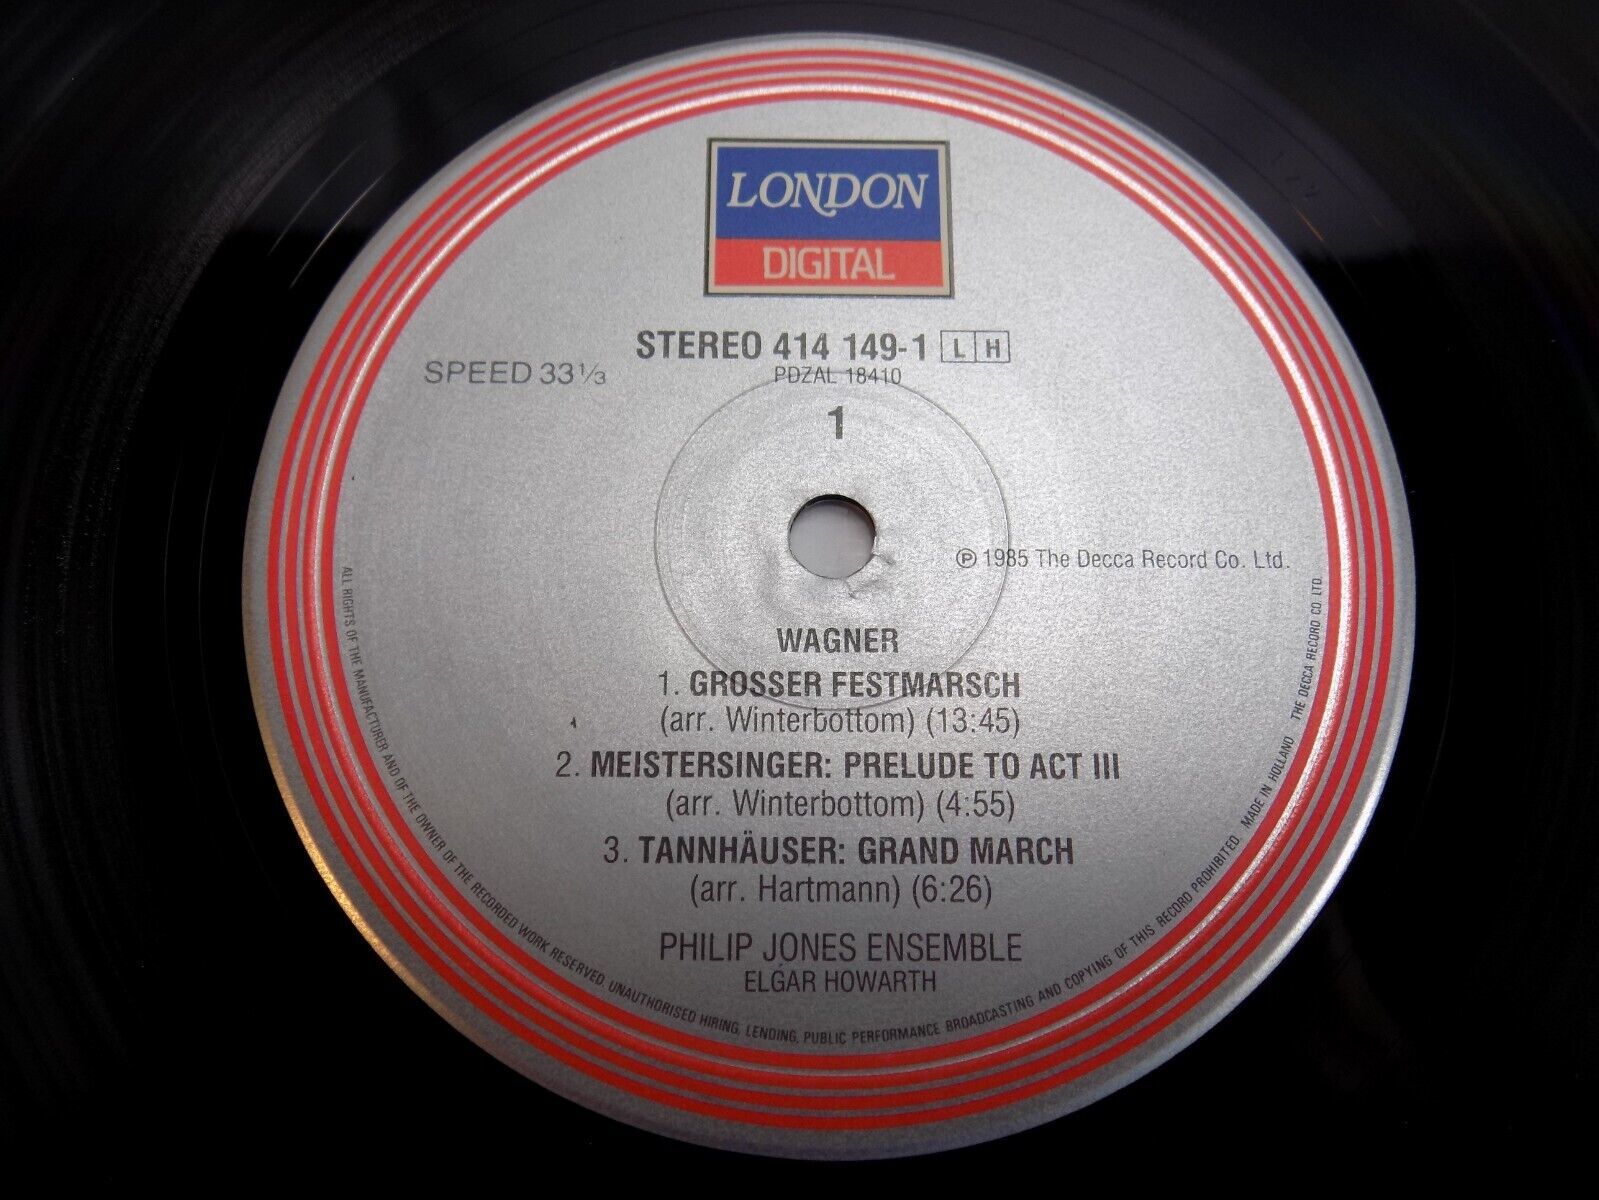 LONDON
DIGITAL
STEREO 414 149-1 L H
PDZAL 18410
SPEED 33 1/3
1
℗ 1985 The Decca Record Co. Ltd.
WAGNER
1. GROSSER FESTMARSCH
(arr. Winterbottom) (13:45)
2. MEISTERSINGER: PRELUDE TO ACT III
(arr. Winterbottom) (4:55)
3. TANNHÄUSER: GRAND MARCH
(arr. Hartmann) (6:26)
PHILIP JONES ENSEMBLE
ELGAR HOWARTH
ALL RIGHTS OF THE MANUFACTURER AND OF THE OWNER OF THE RECORDED WORK RESERVED. UNAUTHORISED HIRING, LENDING, PUBLIC PERFORMANCE BROADCASTING AND COPYING OF THIS RECORD PROHIBITED MADE IN HOLLAND THE DECCA RECORD CO. LTD.